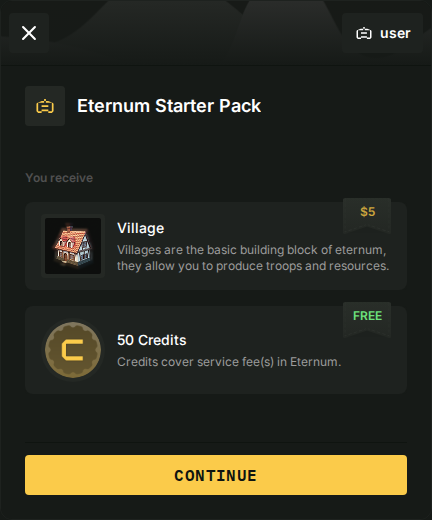 user
Eternum Starter Pack
You receive
$5
Village
Villages are the basic building block of eternum,
they allow you to produce troops and resources.
FREE
50 Credits
Credits cover service fee(s) in Eternum.
CONTINUE